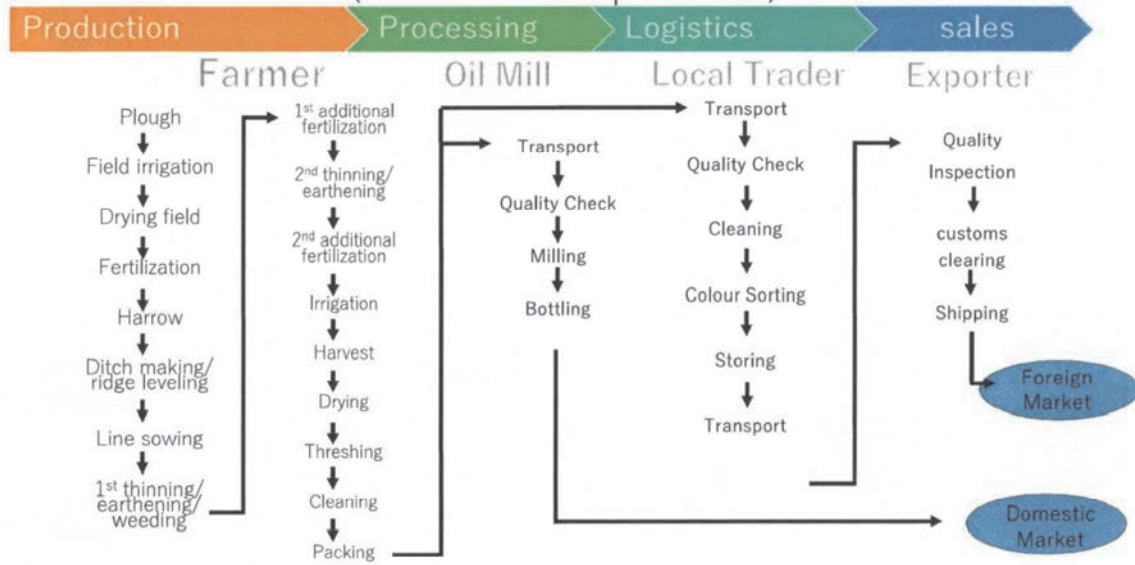 Production
Processing
Logistics
sales
Farmer
Oil Mill
Local Trader
Exporter
Plough
Field irrigation
Drying field
Fertilization
Harrow
Ditch making/
ridge leveling
Line sowing
1st thinning/
earthening/
weeding
1st additional
fertilization
2nd thinning/
earthening
2nd additional
fertilization
Irrigation
Harvest
Drying
Threshing
Cleaning
Packing
Transport
Quality Check
Milling
Bottling
Transport
Quality Check
Cleaning
Colour Sorting
Storing
Transport
Quality
Inspection
customs
clearing
Shipping
Foreign
Market
Domestic
Market